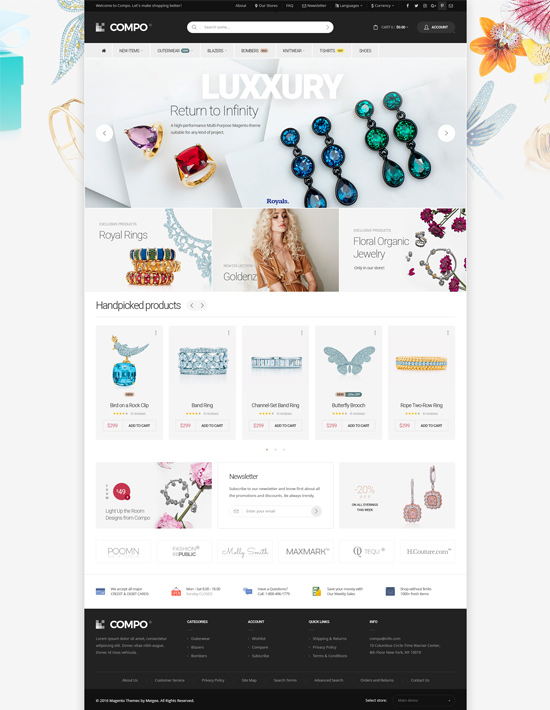 Welcome to Compo. Let's make shopping better!
About
Our Stores
FAQ
Newsletter
Languages
Currency
COMPO
Search terms...
CART 0 / $0.00
ACCOUNT
NEW ITEMS
OUTERWEAR
BLAZERS
BOMBERS
KNITWEAR
T-SHIRTS
SHOES
LUXXURY
Return to Infinity
A high performance Multi-Purpose Magento theme
suitable for any kind of project.
Royals.
EXCLUSIVE PRODUCTS
Royal Rings
NEW COLLECTION
Goldenz
EXCLUSIVE PRODUCTS
Floral Organic
Jewelry
Only in our store!
Handpicked products
NEW
Bird on a Rock Clip
$299
ADD TO CART
Band Ring
$299
ADD TO CART
Channel-Set Band Ring
$299
ADD TO CART
NEW
Butterfly Brooch
$299
ADD TO CART
Rope Two-Row Ring
$299
ADD TO CART
49
Light Up the Room
Designs from Compo
Newsletter
Subscribe to our newsletter and know first about all
the promotions and discounts. Be always trendy.
Enter your email
-20%
ON ALL EARRINGS
THIS WEEK
POOMN
FASHION
REPUBLIC
Molly Smith
MAXMARK™
TEQU
HiCouture.com™
We accept all major
CREDIT & DEBIT CARDS
Mon - Sat 8.00 - 18.00
Sunday CLOSED
Have a Questions?
Call: 1-800-496-1779
Save your money with
Our Weekly Sales
Shop without limits
1000+ Fresh Items
COMPO
Lorem ipsum dolor sit amet, consectetur
adipiscing elit. Donec vitae nibh augue.
Donec id risus vehicula.
CATEGORIES
Outerwear
Blazers
Bombers
ACCOUNT
Wishlist
Compare
Subscribe
QUICK LINKS
Shipping & Returns
Privacy Policy
Terms & Conditions
INFO
compo@info.com
10 Columbus Circle-Time Warner Center,
4th Floor New York, NY 10019
About Us
Customer Service
Privacy Policy
Site Map
Search Terms
Advanced Search
Orders and Returns
Contact Us
© 2016 Magento Themes by Meigee. All Rights Reserved.
Select store:
Main Store